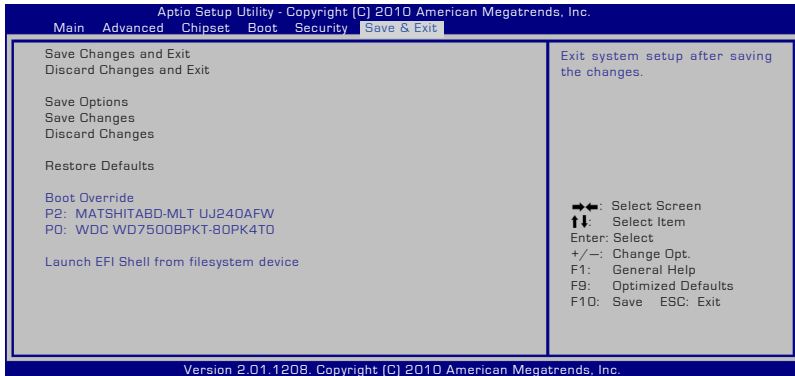 Aptio Setup Utility - Copyright (C) 2010 American Megatrends, Inc.
Main Advanced Chipset Boot Security Save & Exit
Save Changes and Exit
Discard Changes and Exit
Save Options
Save Changes
Discard Changes
Restore Defaults
Boot Override
P2: MATSHITABD-MLT UJ240AFW
P0: WDC WD7500BPKT-80PK4T0
Launch EFI Shell from filesystem device
Exit system setup after saving
the changes.
→←: Select Screen
↑↓: Select Item
Enter: Select
+/—: Change Opt.
F1: General Help
F9: Optimized Defaults
F10: Save ESC: Exit
Version 2.01.1208. Copyright (C) 2010 American Megatrends, Inc.